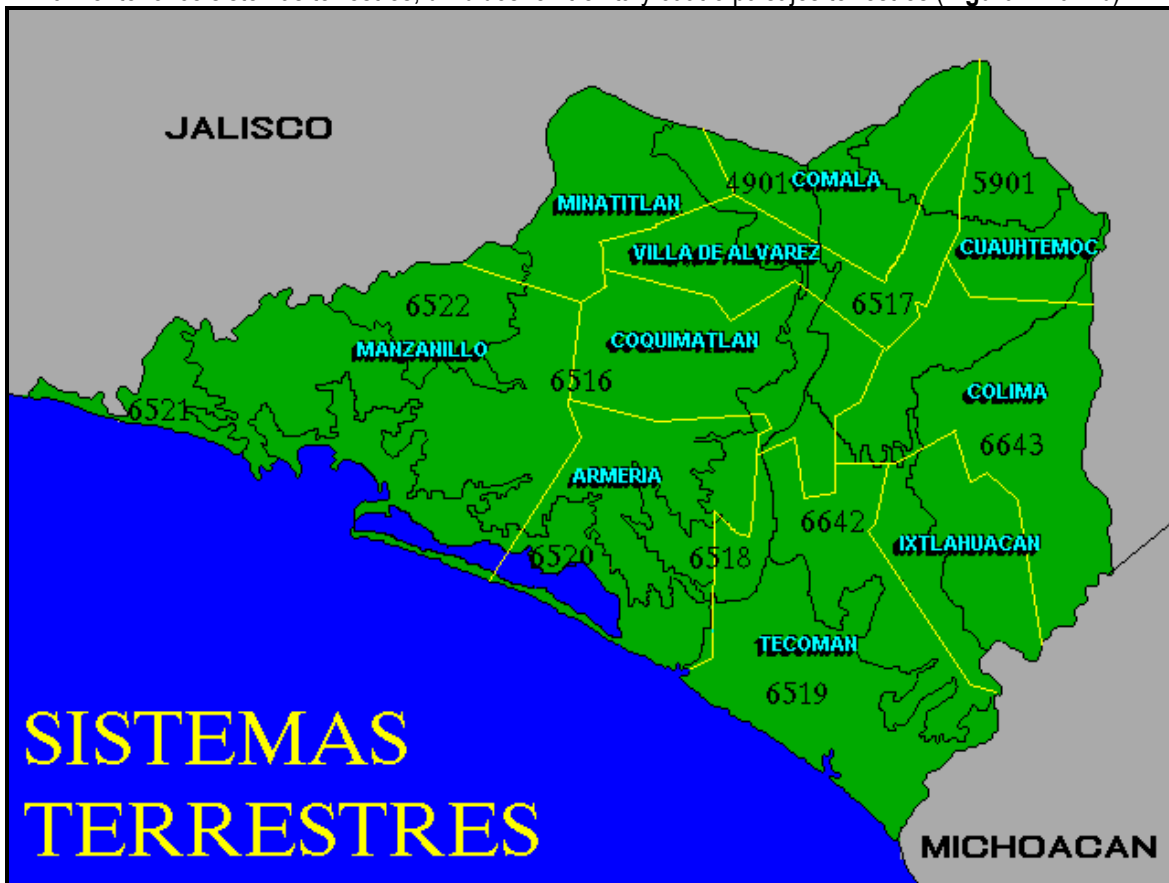 JALISCO
4901
COMALA
5901
MINATITLAN
VILLA DE ALVAREZ
CUAUHTEMOC
6522
6517
MANZANILLO
COQUIMATLAN
6516
6521
COLIMA
6643
ARMERIA
6642
IXTLAHUACAN
6520
6518
TECOMAN
6519
SISTEMAS
TERRESTRES
MICHOACAN